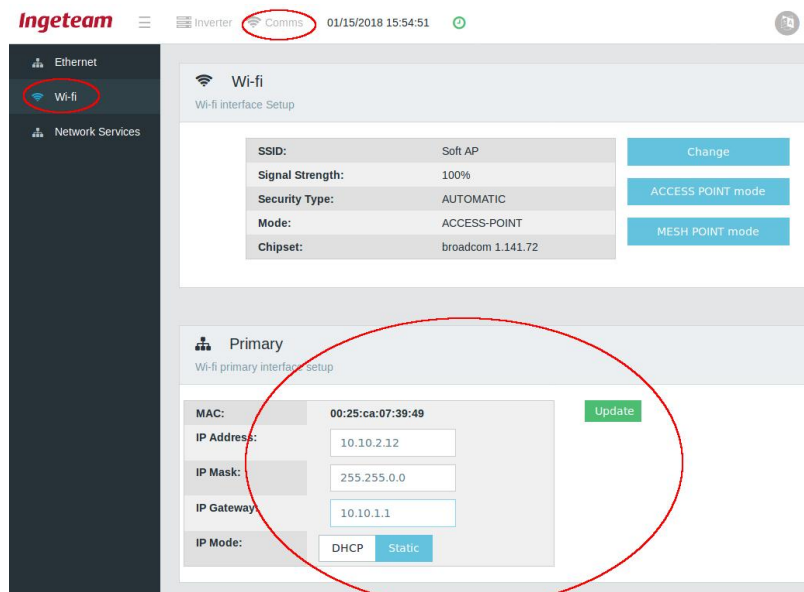 Ingeteam Inverter Comms 01/15/2018 15:54:51
Ethernet
Wi-fi
Network Services
Wi-fi
Wi-fi interface Setup
SSID: Soft AP
Signal Strength: 100%
Security Type: AUTOMATIC
Mode: ACCESS-POINT
Chipset: broadcom 1.141.72
Change
ACCESS POINT mode
MESH POINT mode
Primary
Wi-fi primary interface setup
MAC: 00:25:ca:07:39:49
Update
IP Address: 10.10.2.12
IP Mask: 255.255.0.0
IP Gateway: 10.10.1.1
IP Mode: DHCP Static